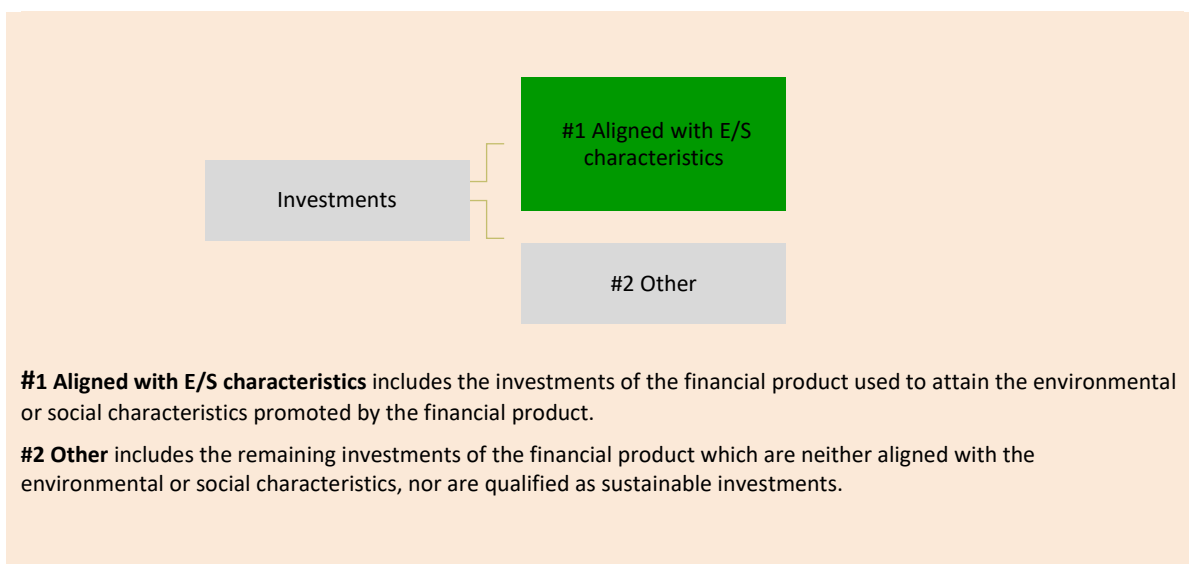 #1 Aligned with E/S
characteristics
Investments
#2 Other
#1 Aligned with E/S characteristics includes the investments of the financial product used to attain the environmental
or social characteristics promoted by the financial product.
#2 Other includes the remaining investments of the financial product which are neither aligned with the
environmental or social characteristics, nor are qualified as sustainable investments.